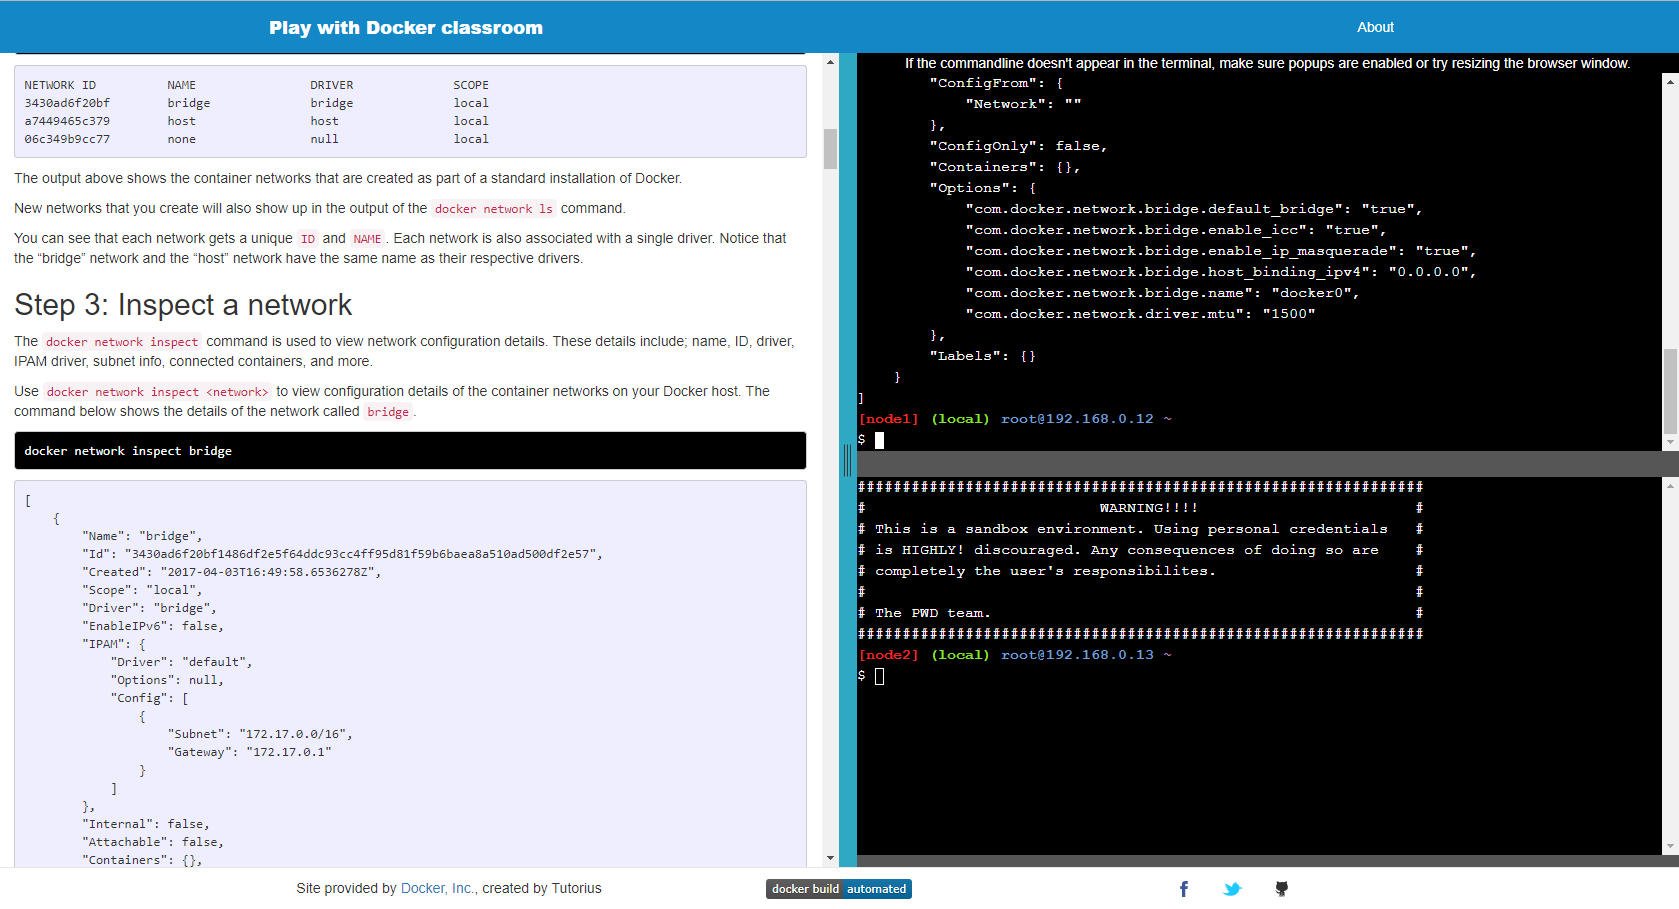 Play with Docker classroom
About
NETWORK ID NAME DRIVER SCOPE
3430ad6f20bf bridge bridge local
a7449465c379 host host local
06c349b9cc77 none null local
The output above shows the container networks that are created as part of a standard installation of Docker.
New networks that you create will also show up in the output of the docker network ls command.
You can see that each network gets a unique ID and NAME. Each network is also associated with a single driver. Notice that
the “bridge” network and the “host” network have the same name as their respective drivers.
Step 3: Inspect a network
The docker network inspect command is used to view network configuration details. These details include; name, ID, driver,
IPAM driver, subnet info, connected containers, and more.
Use docker network inspect <network> to view configuration details of the container networks on your Docker host. The
command below shows the details of the network called bridge.
docker network inspect bridge
[
{
"Name": "bridge",
"Id": "3430ad6f20bf1486df2e5f64ddc93cc4ff95d81f59b6baea8a510ad500df2e57",
"Created": "2017-04-03T16:49:58.6536278Z",
"Scope": "local",
"Driver": "bridge",
"EnableIPv6": false,
"IPAM": {
"Driver": "default",
"Options": null,
"Config": [
{
"Subnet": "172.17.0.0/16",
"Gateway": "172.17.0.1"
}
]
},
"Internal": false,
"Attachable": false,
"Containers": {},
If the commandline doesn't appear in the terminal, make sure popups are enabled or try resizing the browser window.
"ConfigFrom": {
"Network": ""
},
"ConfigOnly": false,
"Containers": {},
"Options": {
"com.docker.network.bridge.default_bridge": "true",
"com.docker.network.bridge.enable_icc": "true",
"com.docker.network.bridge.enable_ip_masquerade": "true",
"com.docker.network.bridge.host_binding_ipv4": "0.0.0.0",
"com.docker.network.bridge.name": "docker0",
"com.docker.network.driver.mtu": "1500"
},
"Labels": {}
}
]
[node1] (local) root@192.168.0.12 ~
$
###############################################################
# WARNING!!!! #
# This is a sandbox environment. Using personal credentials #
# is HIGHLY! discouraged. Any consequences of doing so are #
# completely the user's responsibilites. #
# #
# The PWD team. #
###############################################################
[node2] (local) root@192.168.0.13 ~
$
Site provided by Docker, Inc., created by Tutorius
docker build automated